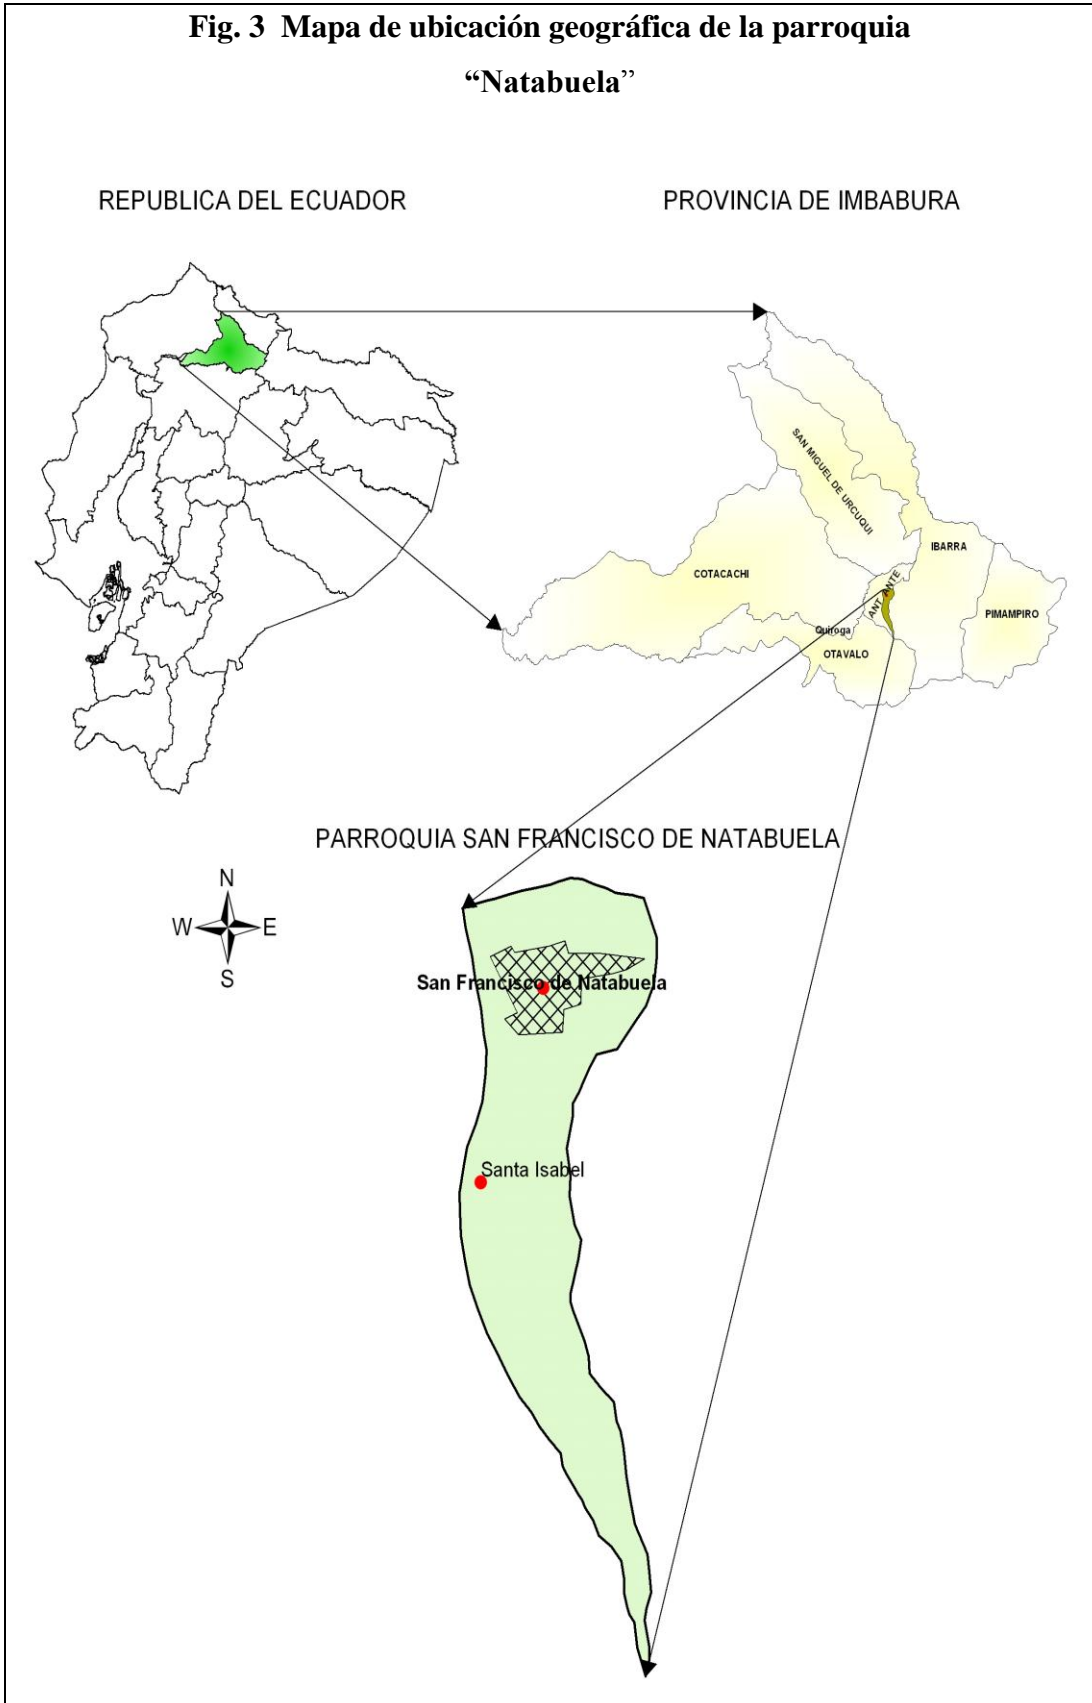 Fig. 3 Mapa de ubicación geográfica de la parroquia
“Natabuela”
REPUBLICA DEL ECUADOR
PROVINCIA DE IMBABURA
SAN MIGUEL DE URCUQUI
IBARRA
COTACACHI
ANT. ANTE
PIMAMPIRO
Quiroga
OTAVALO
PARROQUIA SAN FRANCISCO DE NATABUELA
N
W
E
S
San Francisco de Natabuela
Santa Isabel